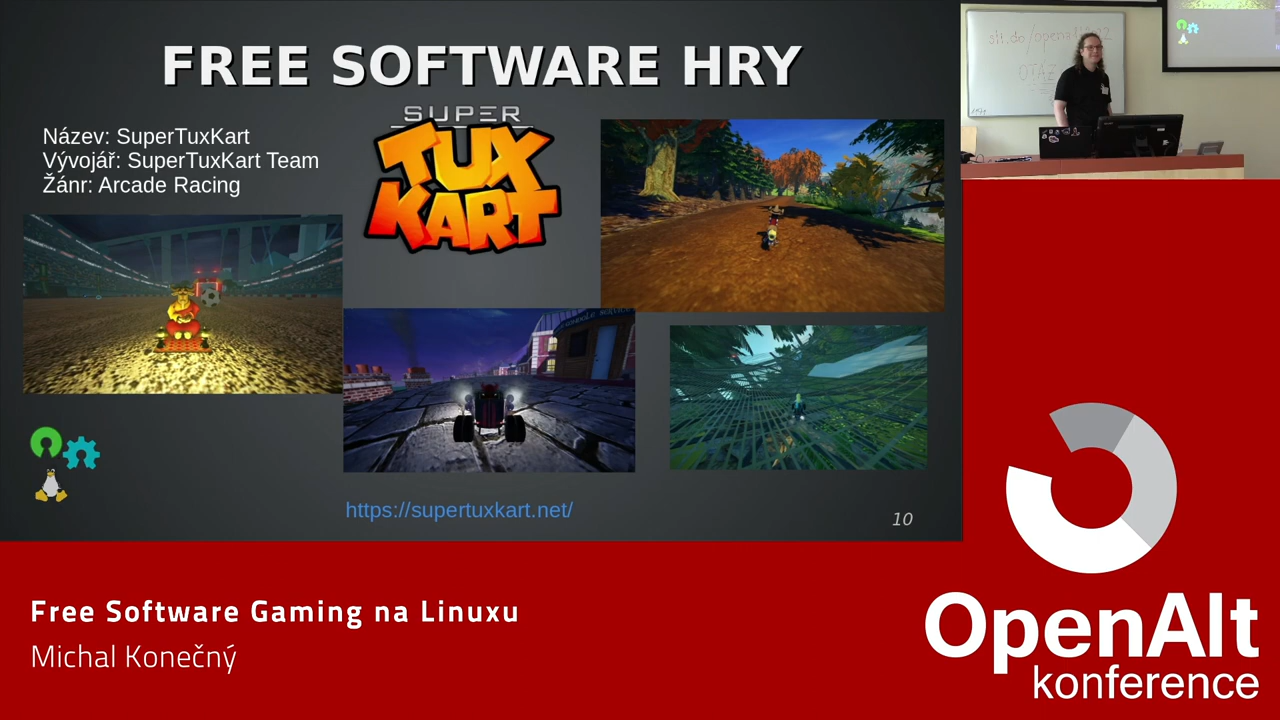 FREE SOFTWARE HRY
Název: SuperTuxKart
Vývojář: SuperTuxKart Team
Žánr: Arcade Racing
SUPER
TUX
KART
https://supertuxkart.net/
10
Free Software Gaming na Linuxu
Michal Konečný
OpenAlt
konference